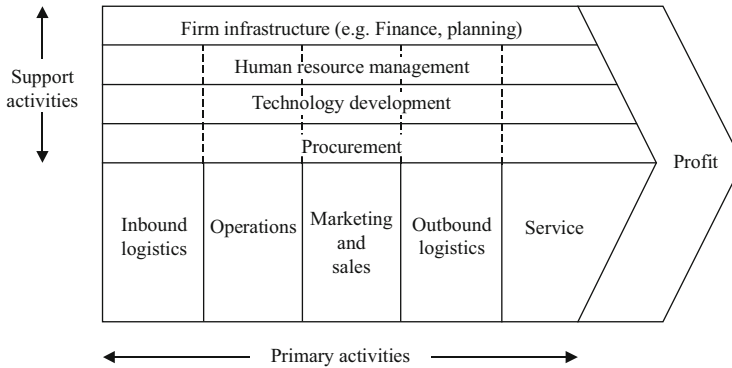 Firm infrastructure (e.g. Finance, planning)
Support
activities
Human resource management
Technology development
Procurement
Profit
Inbound
logistics
Operations
Marketing
and
sales
Outbound
logistics
Service
Primary activities